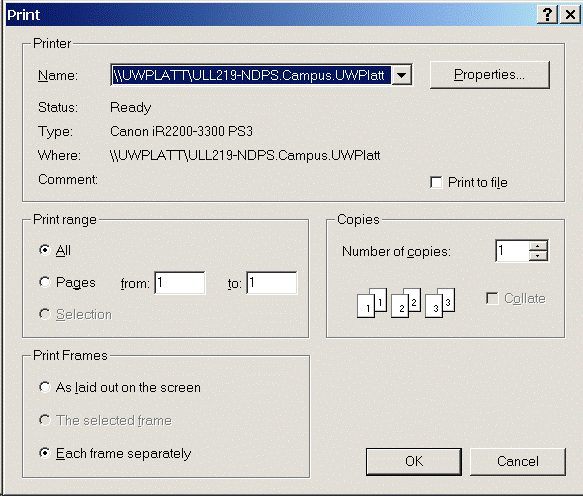 Print
Printer
Name: \\UWPLATT\ULL219-NDPS.Campus.UWPlatt Properties...
Status: Ready
Type: Canon iR2200-3300 PS3
Where: \\UWPLATT\ULL219-NDPS.Campus.UWPlatt
Comment: Print to file
Print range
All
Pages from: 1 to: 1
Selection
Copies
Number of copies: 1
1 1 2 2 3 3 Collate
Print Frames
As laid out on the screen
The selected frame
Each frame separately
OK Cancel